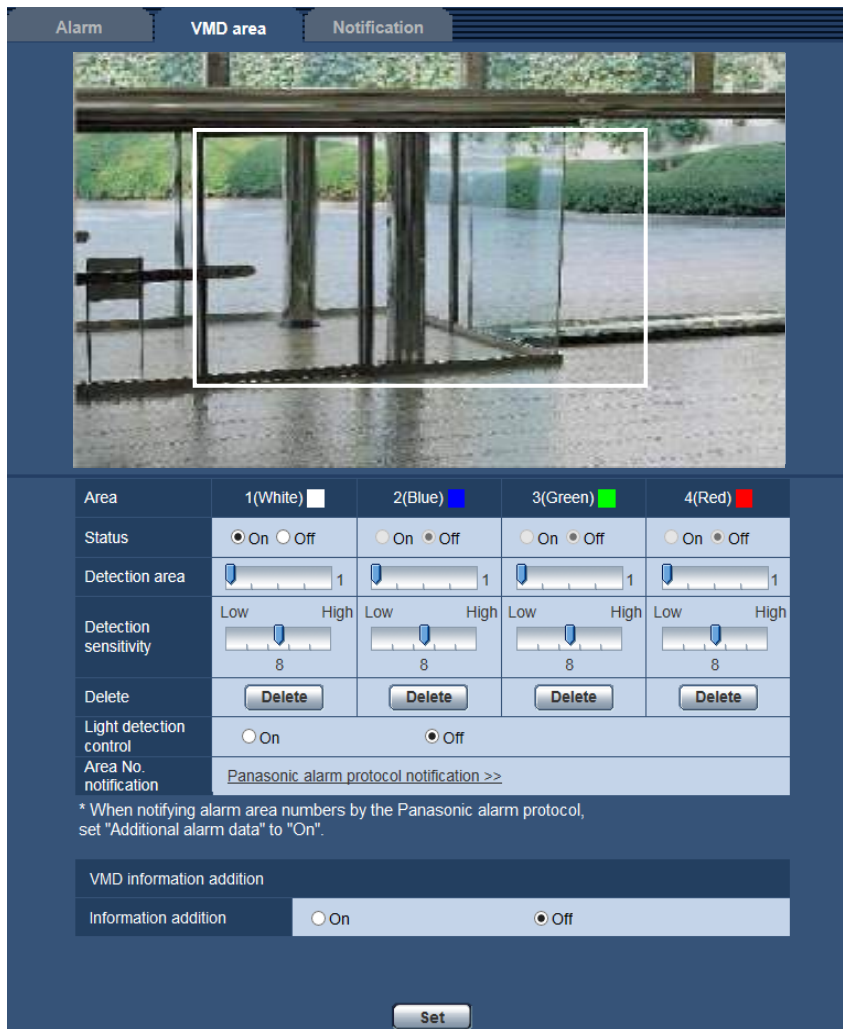 Alarm VMD area Notification
Area 1(White) 2(Blue) 3(Green) 4(Red)
Status On Off On Off On Off On Off
Detection area 1 1 1 1
Low High Low High Low High Low High
Detection
sensitivity
8 8 8 8
Delete Delete Delete Delete Delete
Light detection
control On Off
Area No.
notification Panasonic alarm protocol notification >>
* When notifying alarm area numbers by the Panasonic alarm protocol,
set "Additional alarm data" to "On".
VMD information addition
Information addition On Off
Set